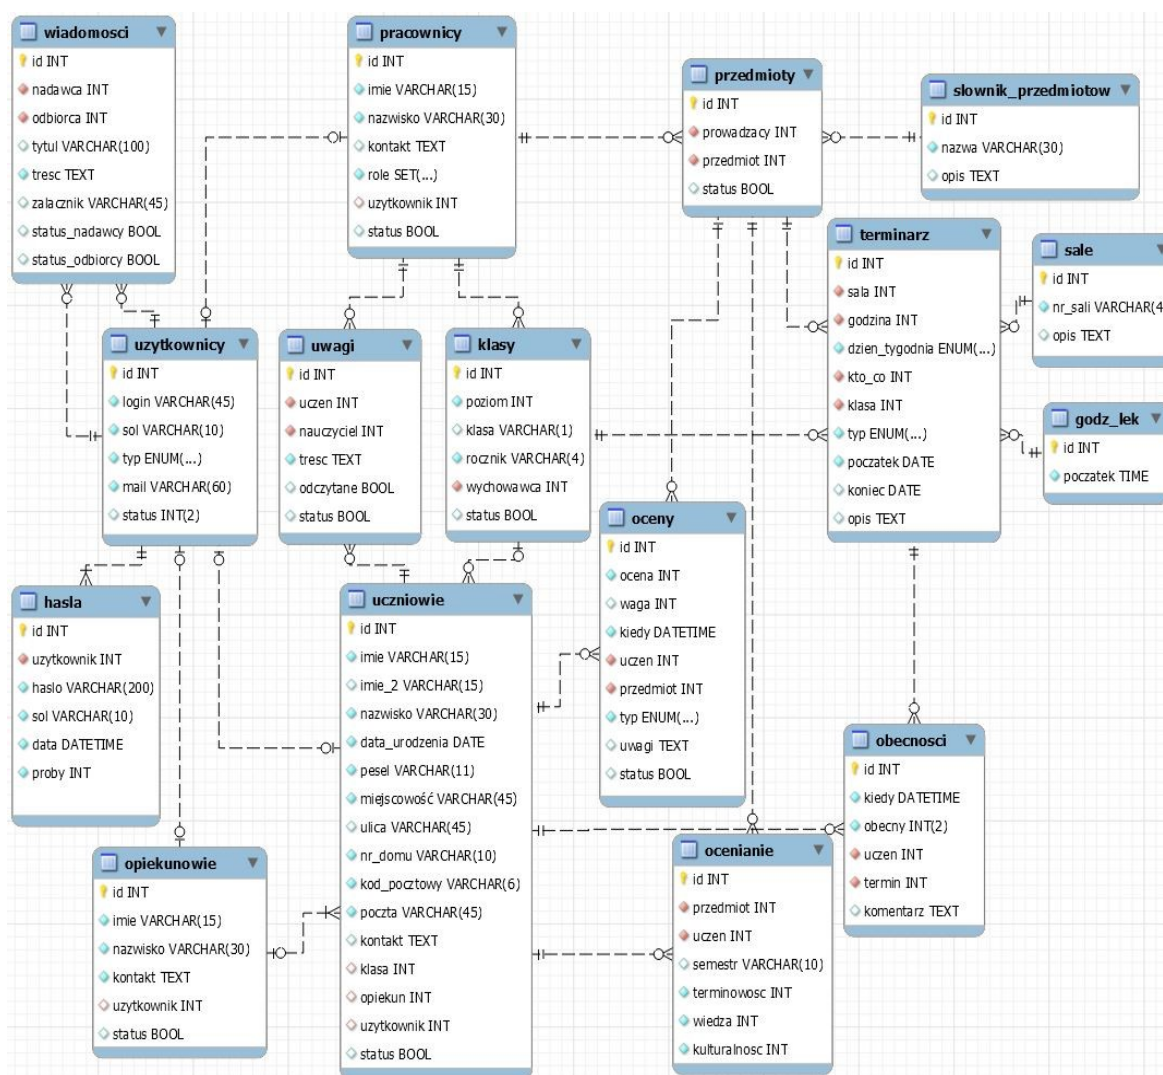 wiadomosci
id INT
nadawca INT
odbiorca INT
tytul VARCHAR(100)
tresc TEXT
zalacznik VARCHAR(45)
status_nadawcy BOOL
status_odbiorcy BOOL
pracownicy
id INT
imie VARCHAR(15)
nazwisko VARCHAR(30)
kontakt TEXT
role SET(...)
uzytkownik INT
status BOOL
przedmioty
id INT
prowadzacy INT
przedmiot INT
status BOOL
slownik_przedmiotow
id INT
nazwa VARCHAR(30)
opis TEXT
terminarz
id INT
sala INT
godzina INT
dzien_tygodnia ENUM(...)
kto_co INT
klasa INT
typ ENUM(...)
poczatek DATE
koniec DATE
opis TEXT
sale
id INT
nr_sali VARCHAR(4
opis TEXT
godz_lek
id INT
poczatek TIME
uzytkownicy
id INT
login VARCHAR(45)
sol VARCHAR(10)
typ ENUM(...)
mail VARCHAR(60)
status INT(2)
uwagi
id INT
uczen INT
nauczyciel INT
tresc TEXT
odczytane BOOL
status BOOL
klasy
id INT
poziom INT
klasa VARCHAR(1)
rocznik VARCHAR(4)
wychowawca INT
status BOOL
oceny
id INT
ocena INT
waga INT
kiedy DATETIME
uczen INT
przedmiot INT
typ ENUM(...)
uwagi TEXT
status BOOL
hasla
id INT
uzytkownik INT
haslo VARCHAR(200)
sol VARCHAR(10)
data DATETIME
proby INT
uczniowie
id INT
imie VARCHAR(15)
imie_2 VARCHAR(15)
nazwisko VARCHAR(30)
data_urodzenia DATE
pesel VARCHAR(11)
miejscowość VARCHAR(45)
ulica VARCHAR(45)
nr_domu VARCHAR(10)
kod_pocztowy VARCHAR(6)
poczta VARCHAR(45)
kontakt TEXT
klasa INT
opiekun INT
uzytkownik INT
status BOOL
obecnosci
id INT
kiedy DATETIME
obecny INT(2)
uczen INT
termin INT
komentarz TEXT
opiekunowie
id INT
imie VARCHAR(15)
nazwisko VARCHAR(30)
kontakt TEXT
uzytkownik INT
status BOOL
ocenianie
id INT
przedmiot INT
uczen INT
semestr VARCHAR(10)
terminowosc INT
wiedza INT
kulturalnosc INT